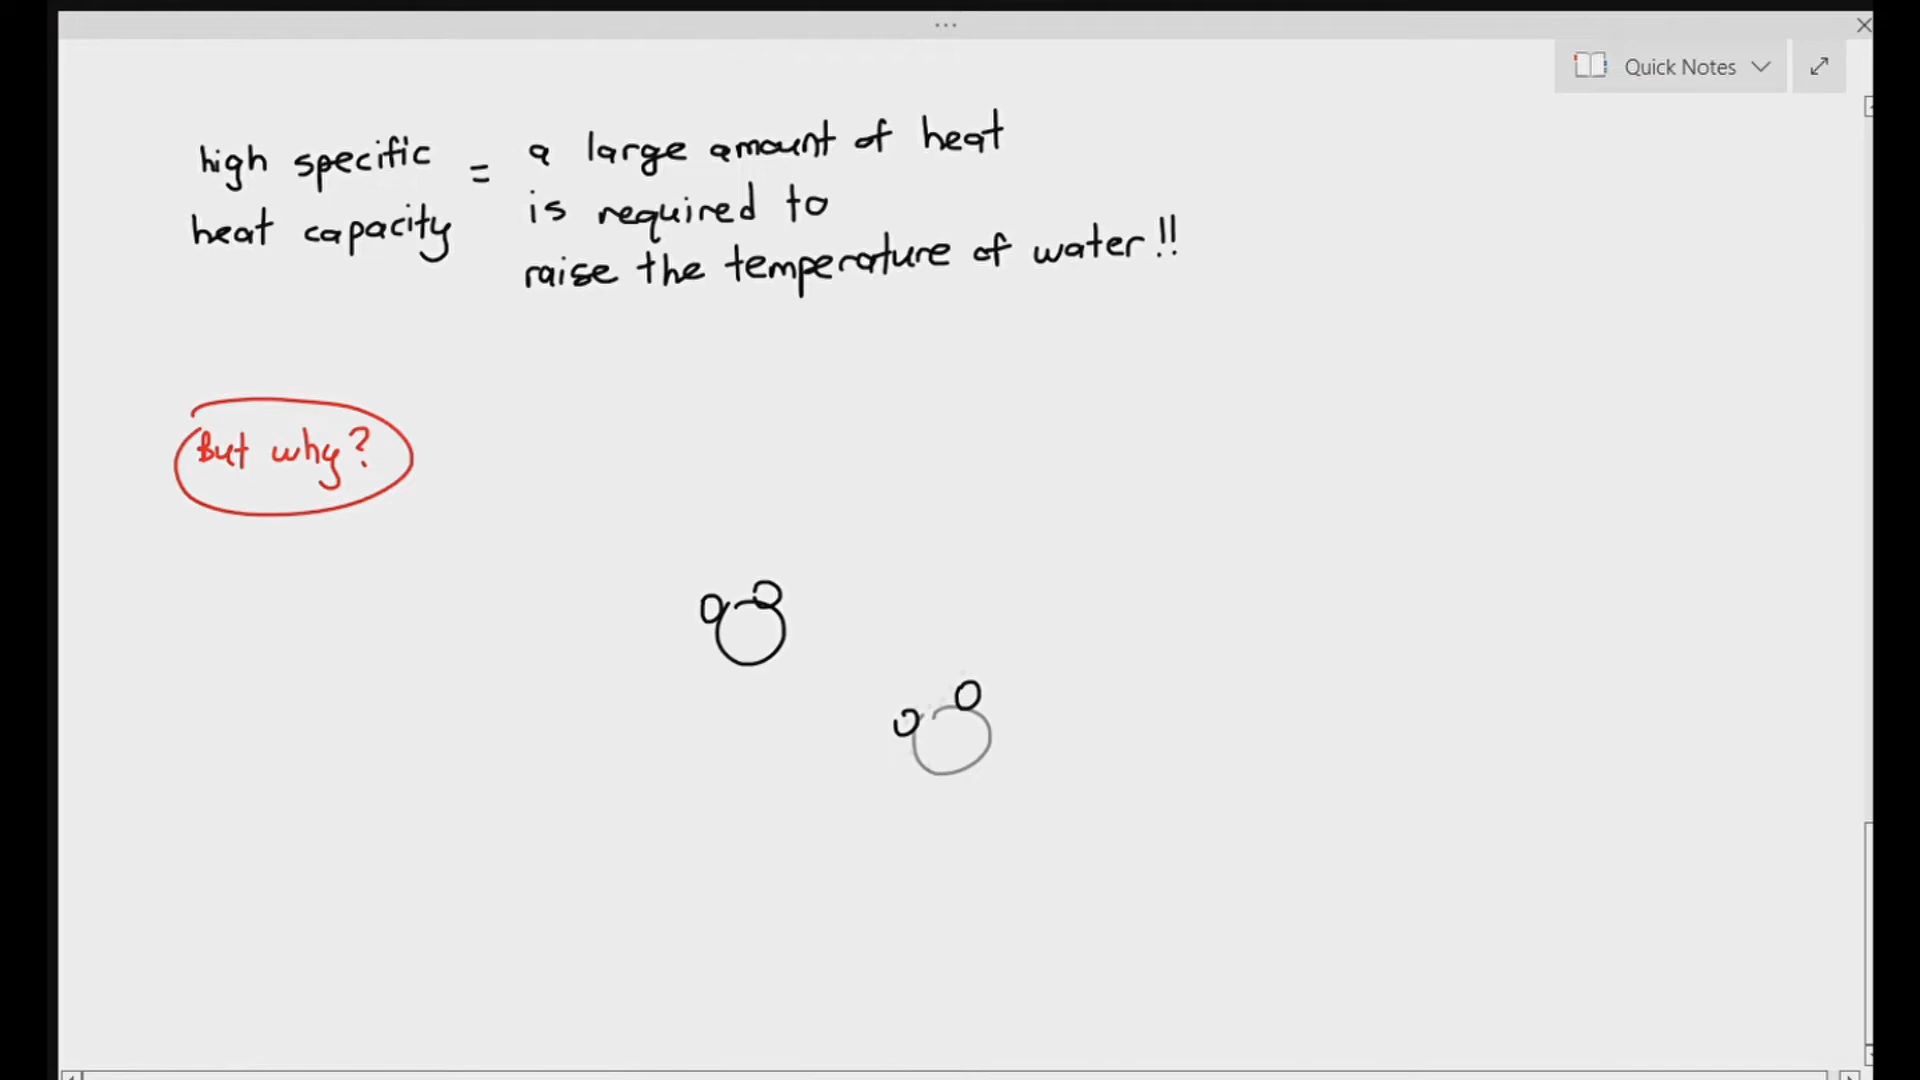 Quick Notes
high specific = a large amount of heat
heat capacity is required to
raise the temperature of water!!
But why?